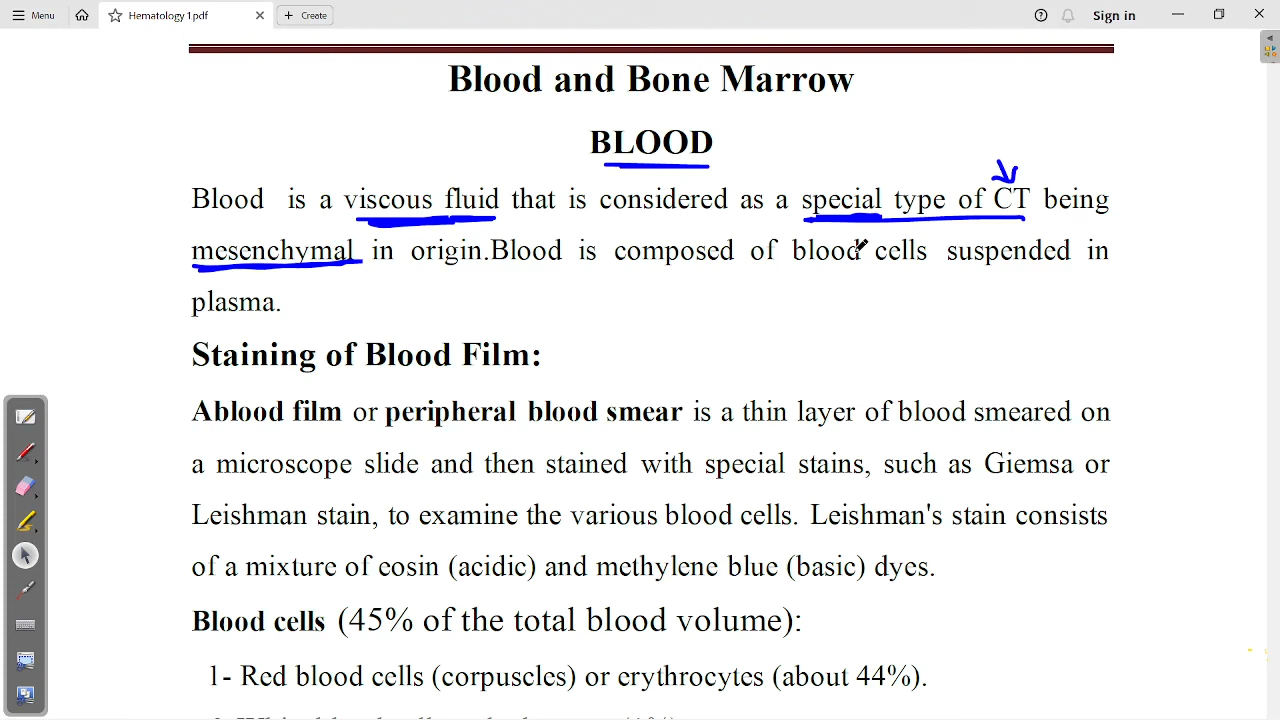 Menu
Hematology 1.pdf
Create
Sign in
Blood and Bone Marrow
BLOOD
Blood is a viscous fluid that is considered as a special type of CT being
mesenchymal in origin.Blood is composed of blood cells suspended in
plasma.
Staining of Blood Film:
Ablood film or peripheral blood smear is a thin layer of blood smeared on
a microscope slide and then stained with special stains, such as Giemsa or
Leishman stain, to examine the various blood cells. Leishman's stain consists
of a mixture of eosin (acidic) and methylene blue (basic) dyes.
Blood cells (45% of the total blood volume):
1- Red blood cells (corpuscles) or erythrocytes (about 44%).